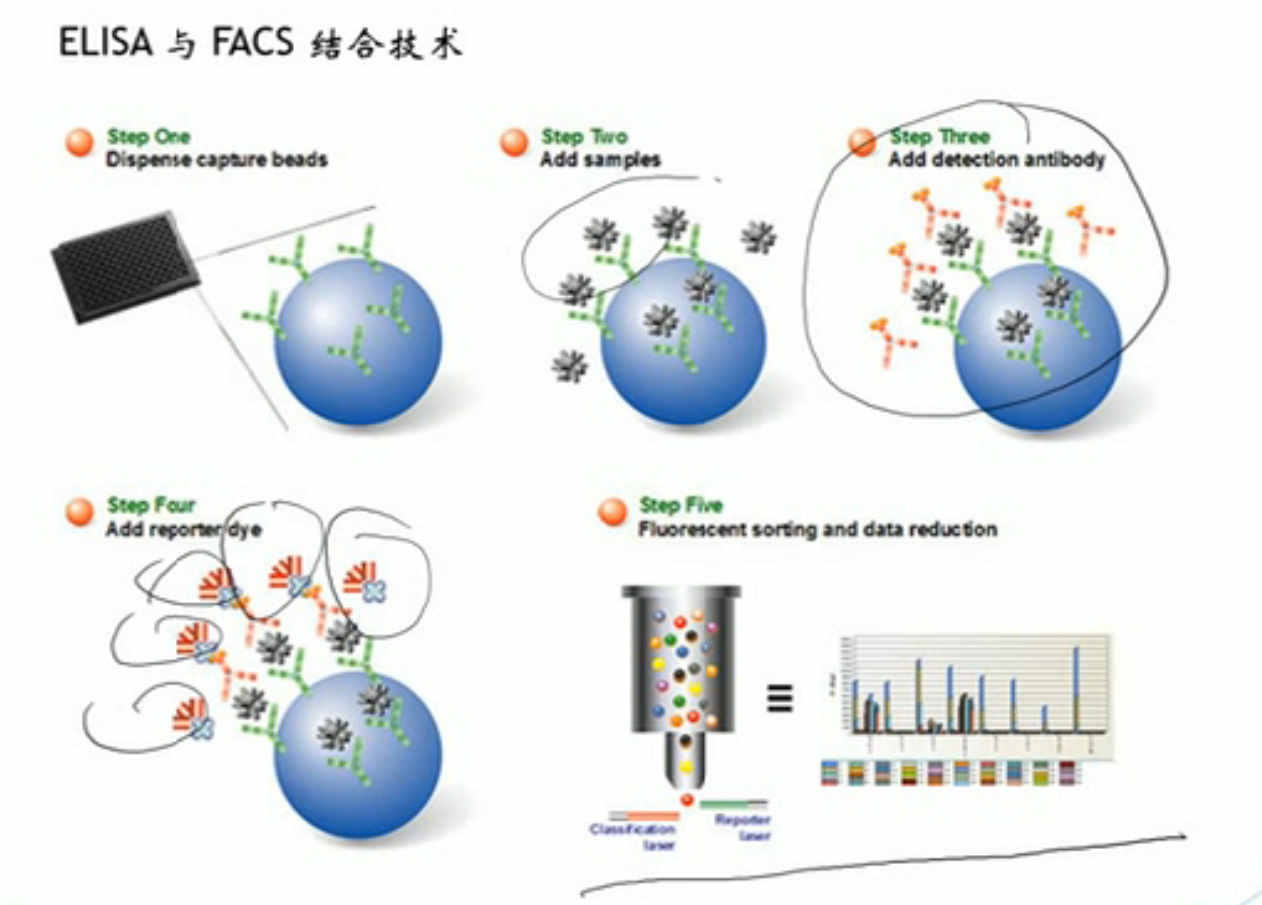 ELISA 与 FACS 结合技术
Step One
Dispense capture beads
Step Two
Add samples
Step Three
Add detection antibody
Step Four
Add reporter dye
Step Five
Fluorescent sorting and data reduction
Classification
laser
Reporter
laser